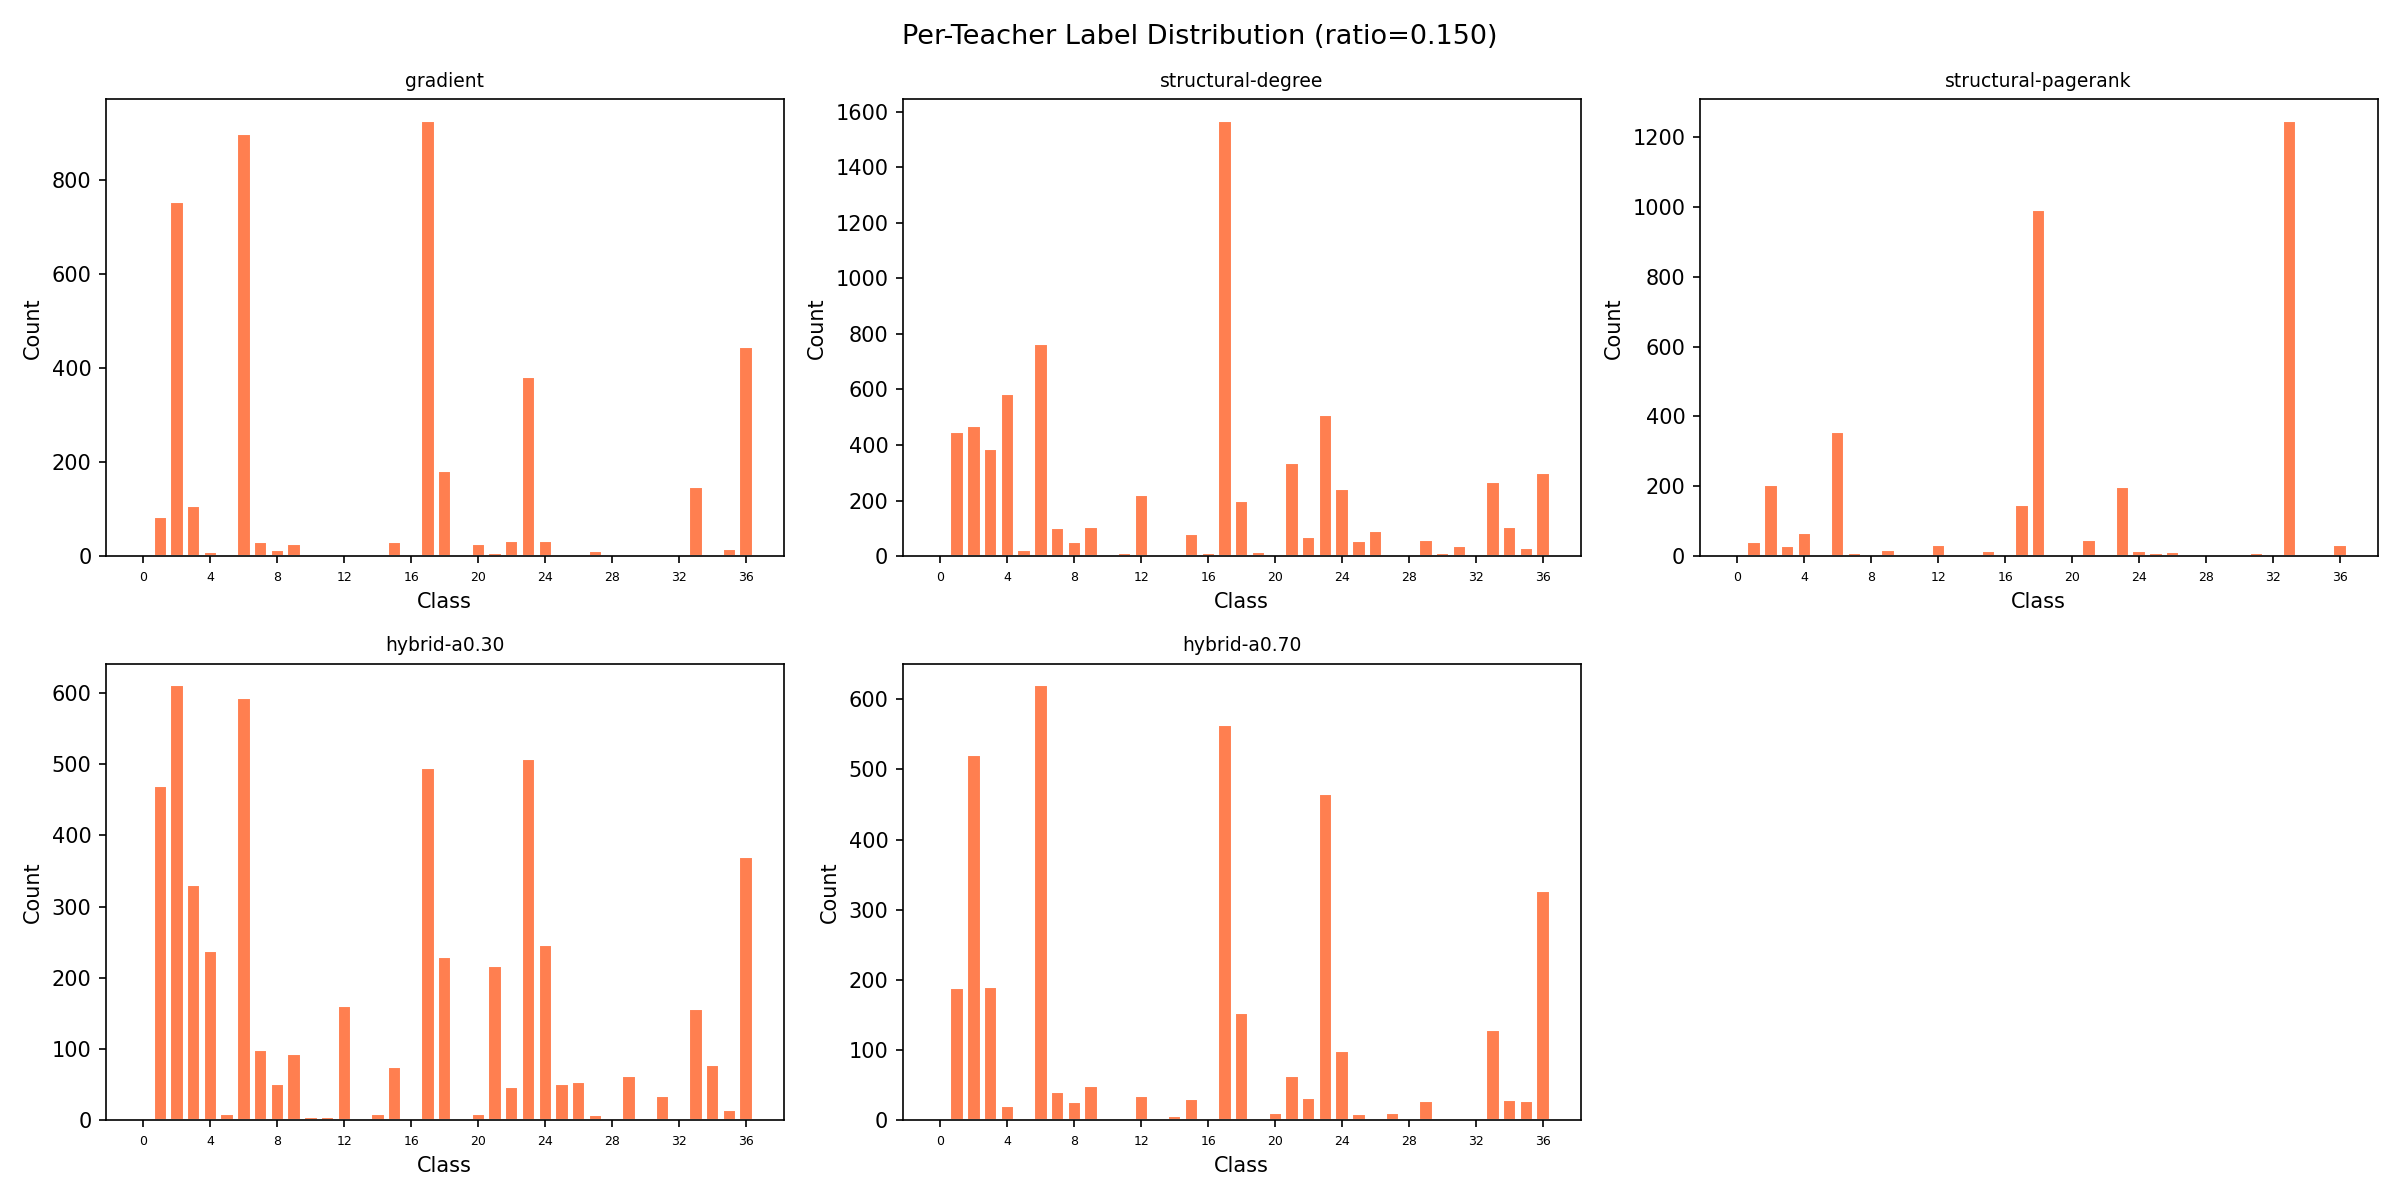 Per-Teacher Label Distribution (ratio=0.150)
gradient
Count
800
600
400
200
0
0 4 8 12 16 20 24 28 32 36
Class
structural-degree
Count
1600
1400
1200
1000
800
600
400
200
0
0 4 8 12 16 20 24 28 32 36
Class
structural-pagerank
Count
1200
1000
800
600
400
200
0
0 4 8 12 16 20 24 28 32 36
Class
hybrid-a0.30
Count
600
500
400
300
200
100
0
0 4 8 12 16 20 24 28 32 36
Class
hybrid-a0.70
Count
600
500
400
300
200
100
0
0 4 8 12 16 20 24 28 32 36
Class